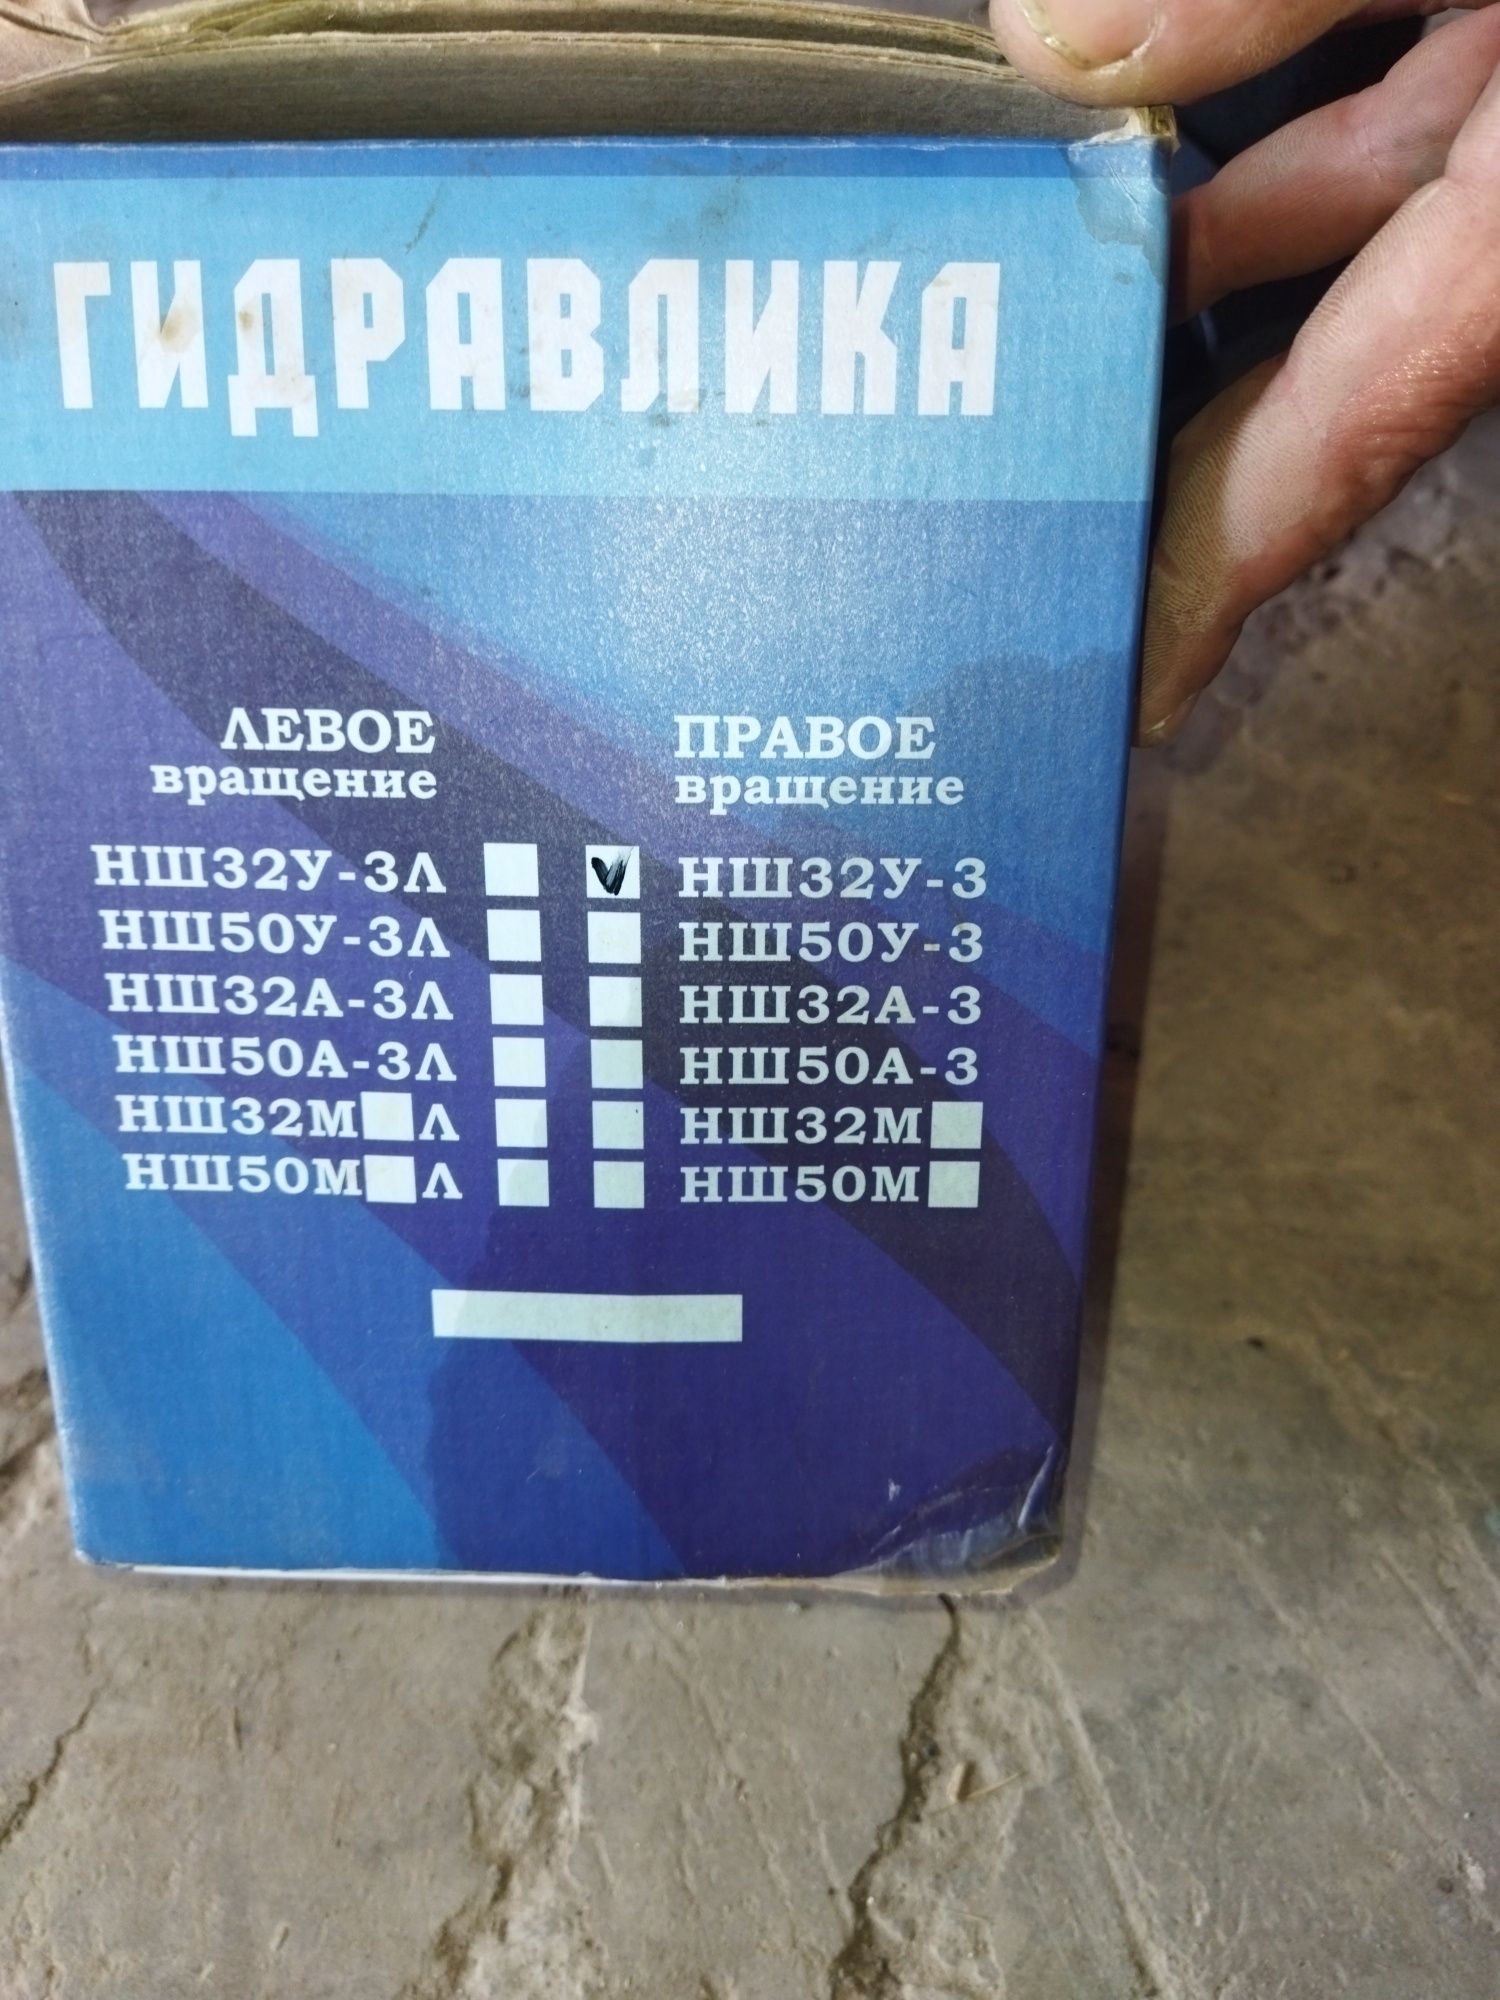 ГИДРАВЛИКА
ЛЕВОЕ вращение
ПРАВОЕ вращение
НШ32У-3Л НШ32У-3
НШ50У-3Л НШ50У-3
НШ32А-3Л НШ32А-3
НШ50А-3Л НШ50А-3
НШ32М Л НШ32М
НШ50М Л НШ50М